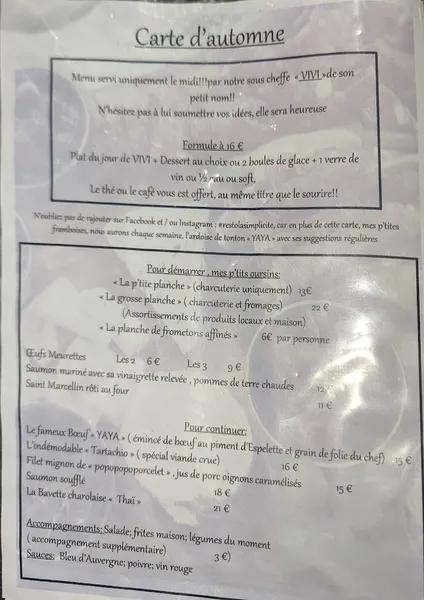 Carte d'automne
Menu servi uniquement le midi!!!par notre sous cheffe « VIVI »de son
petit nom!!
N'hésitez pas à lui soumettre vos idées, elle sera heureuse
Formule à 16 €
Plat du jour de VIVI + Dessert au choix ou 2 boules de glace + 1 verre de
vin ou ½ eau ou soft,
Le thé ou le café vous est offert, au même titre que le sourire!!
N'oubliez pas de rajouter sur Facebook et / ou Instagram : #restolasimplicite, car en plus de cette carte, mes p'tites
framboises, nous aurons chaque semaine, l'ardoise de tonton « YAYA » avec ses suggestions régulières
Pour démarrer , mes p'tits oursins:
« La p'tite planche » (charcuterie uniquement) 13€
« La grosse planche » ( charcuterie et fromages) 22 €
(Assortiments de produits locaux et maison)
« La planche de frometons affinés » 6€ par personne
Œufs Meurettes Les 2 6 € Les 3 9 €
Saumon mariné avec sa vinaigrette relevée , pommes de terre chaudes 12 €
Saint Marcellin rôti au four 11 €
Pour continuer:
Le fameux Bœuf « YAYA » ( émincé de bœuf au piment d'Espelette et grain de folie du chef) 15 €
L'indémodable « Tartachio » ( spécial viande crue) 16 €
Filet mignon de « popopopoporcelet » , jus de porc oignons caramélisés 15 €
Saumon soufflé 18 €
La Bavette charolaise « Thaï » 21 €
Accompagnements: Salade; frites maison; légumes du moment
( accompagnement supplémentaire) 3 €)
Sauces: Bleu d'Auvergne; poivre; vin rouge